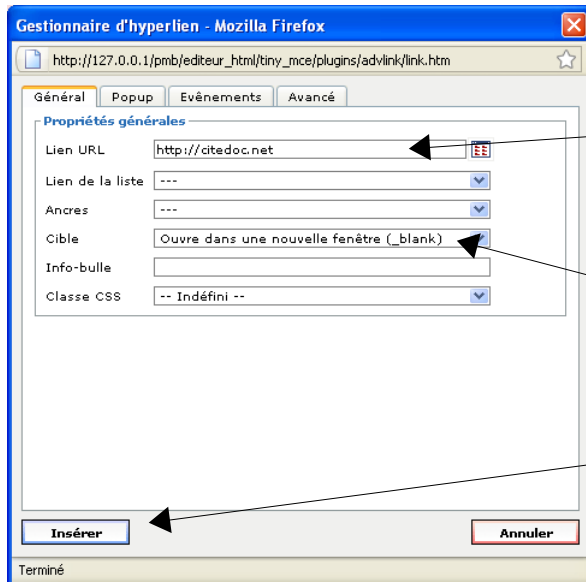 Gestionnaire d'hyperlien - Mozilla Firefox
http://127.0.0.1/pmb/editeur_html/tiny_mce/plugins/advlink/link.htm
Général Popup Evênements Avancé
Propriétés générales
Lien URL http://citedoc.net
Lien de la liste ---
Ancres ---
Cible Ouvre dans une nouvelle fenêtre (_blank)
Info-bulle
Classe CSS -- Indéfini --
Insérer Annuler
Terminé